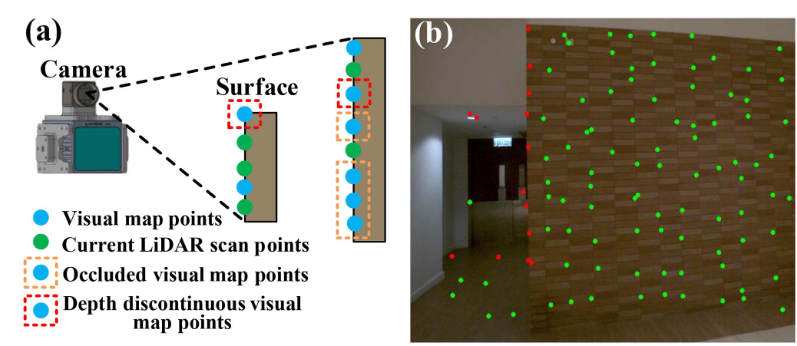 (a)
Camera
Surface
Visual map points
Current LiDAR scan points
Occluded visual map points
Depth discontinuous visual
map points
(b)